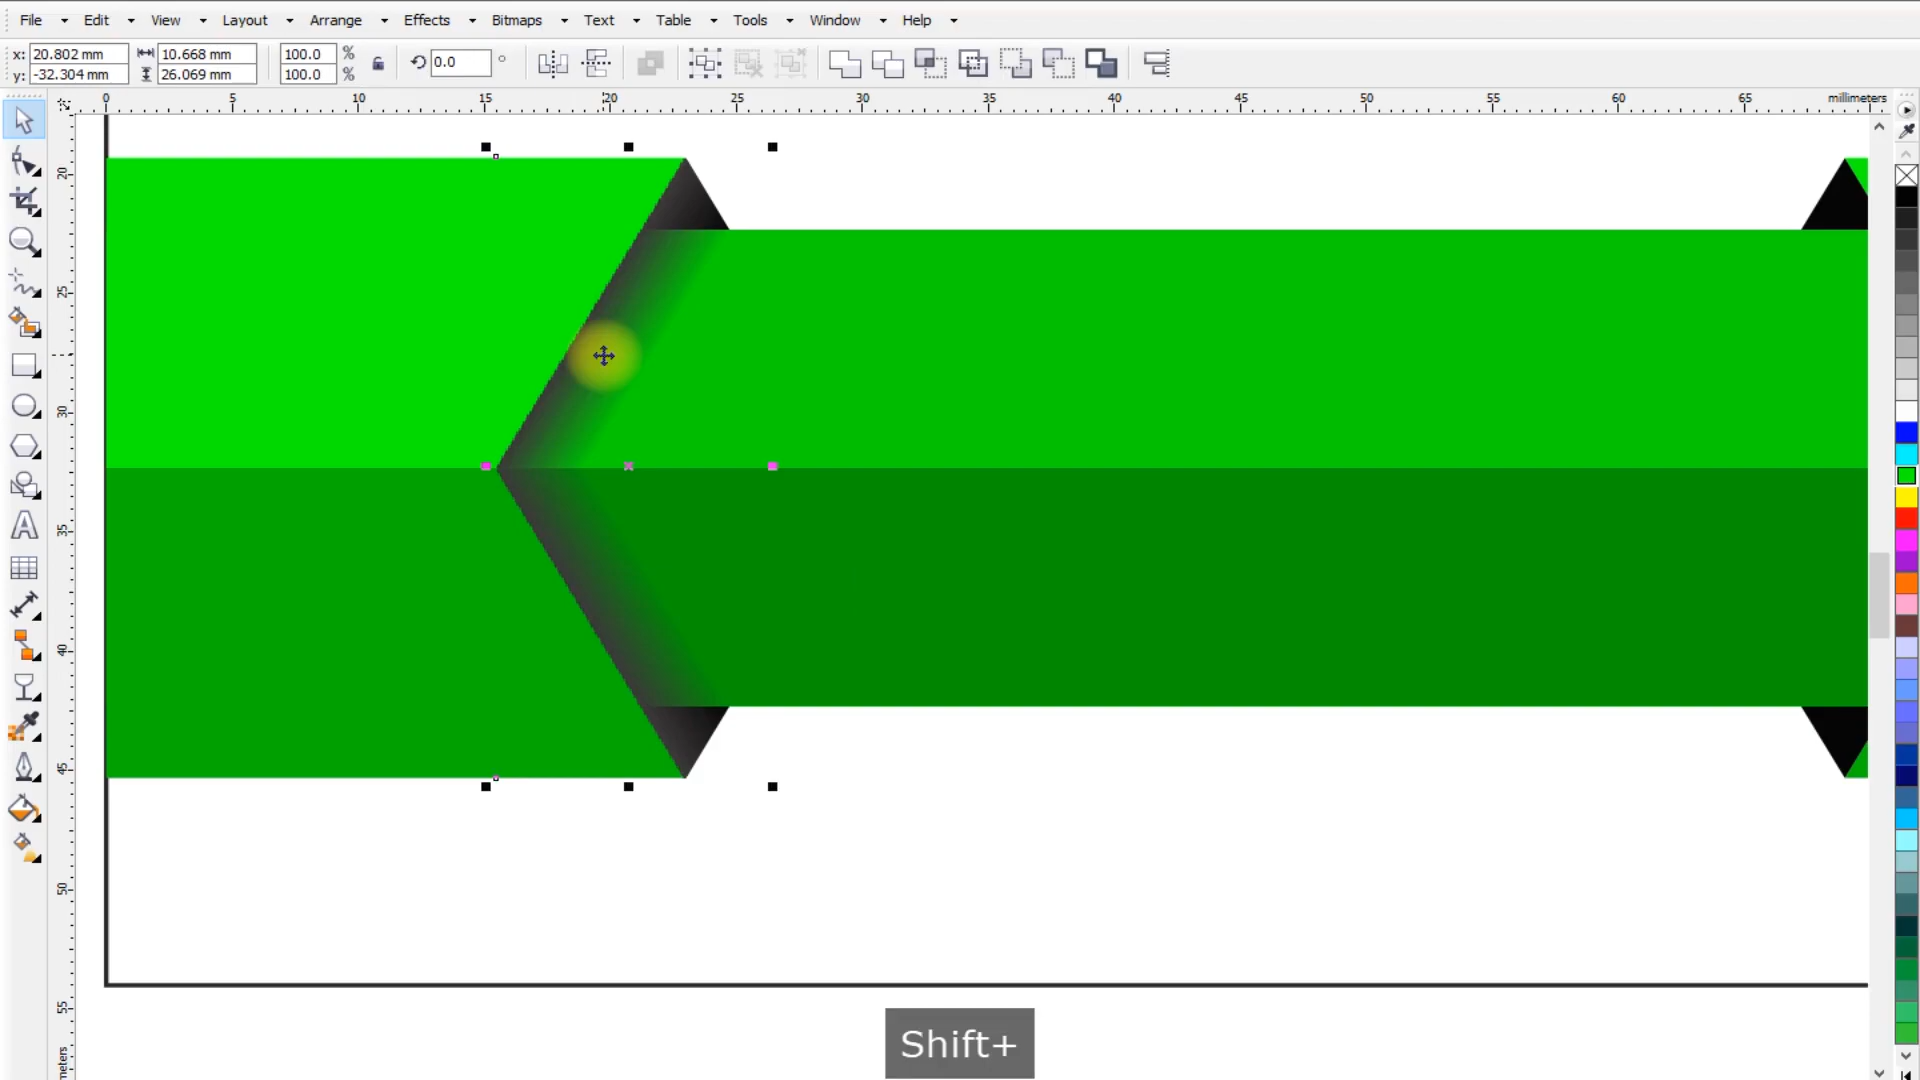 File Edit View Layout Arrange Effects Bitmaps Text Table Tools Window Help
x: 20.802 mm 10.668 mm 100.0 % 0.0 °
y: -32.304 mm 26.069 mm 100.0 %
0 5 10 15 20 25 30 35 40 45 50 55 60 65 millimeters
20
25
30
35
40
45
50
55
Shift+